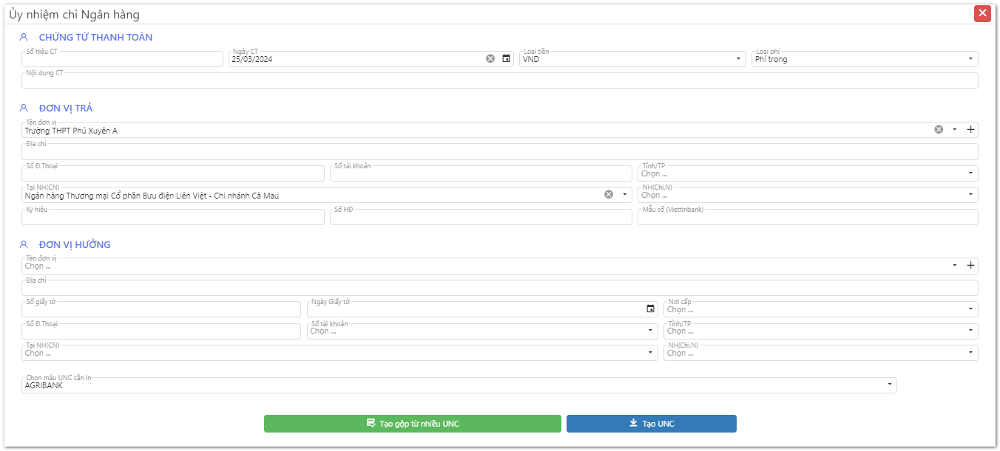 Ủy nhiệm chi Ngân hàng
CHỨNG TỪ THANH TOÁN
Số hiệu CT
Ngày CT
25/03/2024
Loại tiền
VND
Loại phí
Phí trong
Nội dung CT
ĐƠN VỊ TRẢ
Tên đơn vị
Trường THPT Phú Xuyên A
Địa chỉ
Số Đ.Thoại
Số tài khoản
Tỉnh/TP
Chọn ...
Tại NH(CN)
Ngân hàng Thương mại Cổ phần Bưu điện Liên Việt - Chi nhánh Cà Mau
NH(Chi.N)
Chọn ...
Ký hiệu
Số HĐ
Mẫu số (Viettinbank)
ĐƠN VỊ HƯỞNG
Tên đơn vị
Chọn ...
Địa chỉ
Số giấy tờ
Ngày Giấy tờ
Nơi cấp
Chọn ...
Số Đ.Thoại
Số tài khoản
Chọn ...
Tỉnh/TP
Chọn ...
Tại NH(CN)
Chọn ...
NH(Chi.N)
Chọn ...
Chọn mẫu UNC cần in
AGRIBANK
Tạo gộp từ nhiều UNC
Tạo UNC